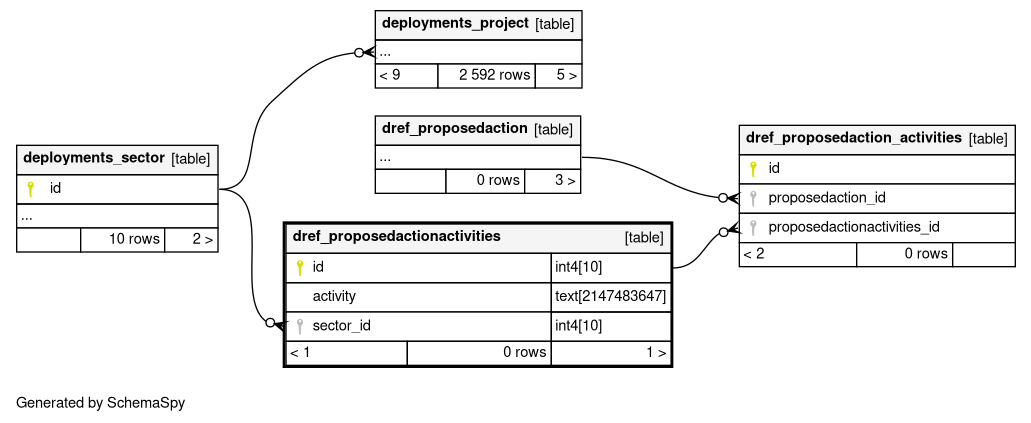 deployments_project [table]
...
< 9 2 592 rows 5 >
dref_proposedaction [table]
...
0 rows 3 >
dref_proposedaction_activities [table]
id
proposedaction_id
proposedactionactivities_id
< 2 0 rows
deployments_sector [table]
id
...
10 rows 2 >
dref_proposedactionactivities [table]
id int4[10]
activity text[2147483647]
sector_id int4[10]
< 1 0 rows 1 >
Generated by SchemaSpy